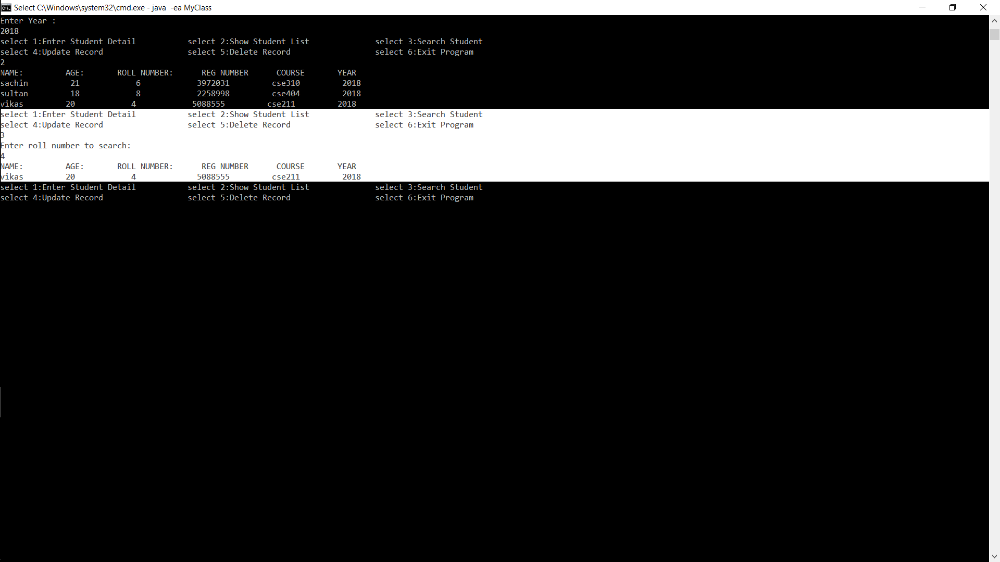 Select C:\Windows\system32\cmd.exe - java  -ea MyClass
Enter Year :
2018
select 1:Enter Student Detail           select 2:Show Student List              select 3:Search Student
select 4:Update Record                  select 5:Delete Record                  select 6:Exit Program
2
NAME:         AGE:       ROLL NUMBER:      REG NUMBER      COURSE       YEAR
sachin         21            6            3972031         cse310         2018
sultan         18            8            2258998         cse404         2018
vikas         20            4            5088555         cse211         2018
select 1:Enter Student Detail           select 2:Show Student List              select 3:Search Student
select 4:Update Record                  select 5:Delete Record                  select 6:Exit Program
3
Enter roll number to search:
4
NAME:         AGE:       ROLL NUMBER:      REG NUMBER      COURSE       YEAR
vikas         20            4             5088555         cse211         2018
select 1:Enter Student Detail           select 2:Show Student List              select 3:Search Student
select 4:Update Record                  select 5:Delete Record                  select 6:Exit Program